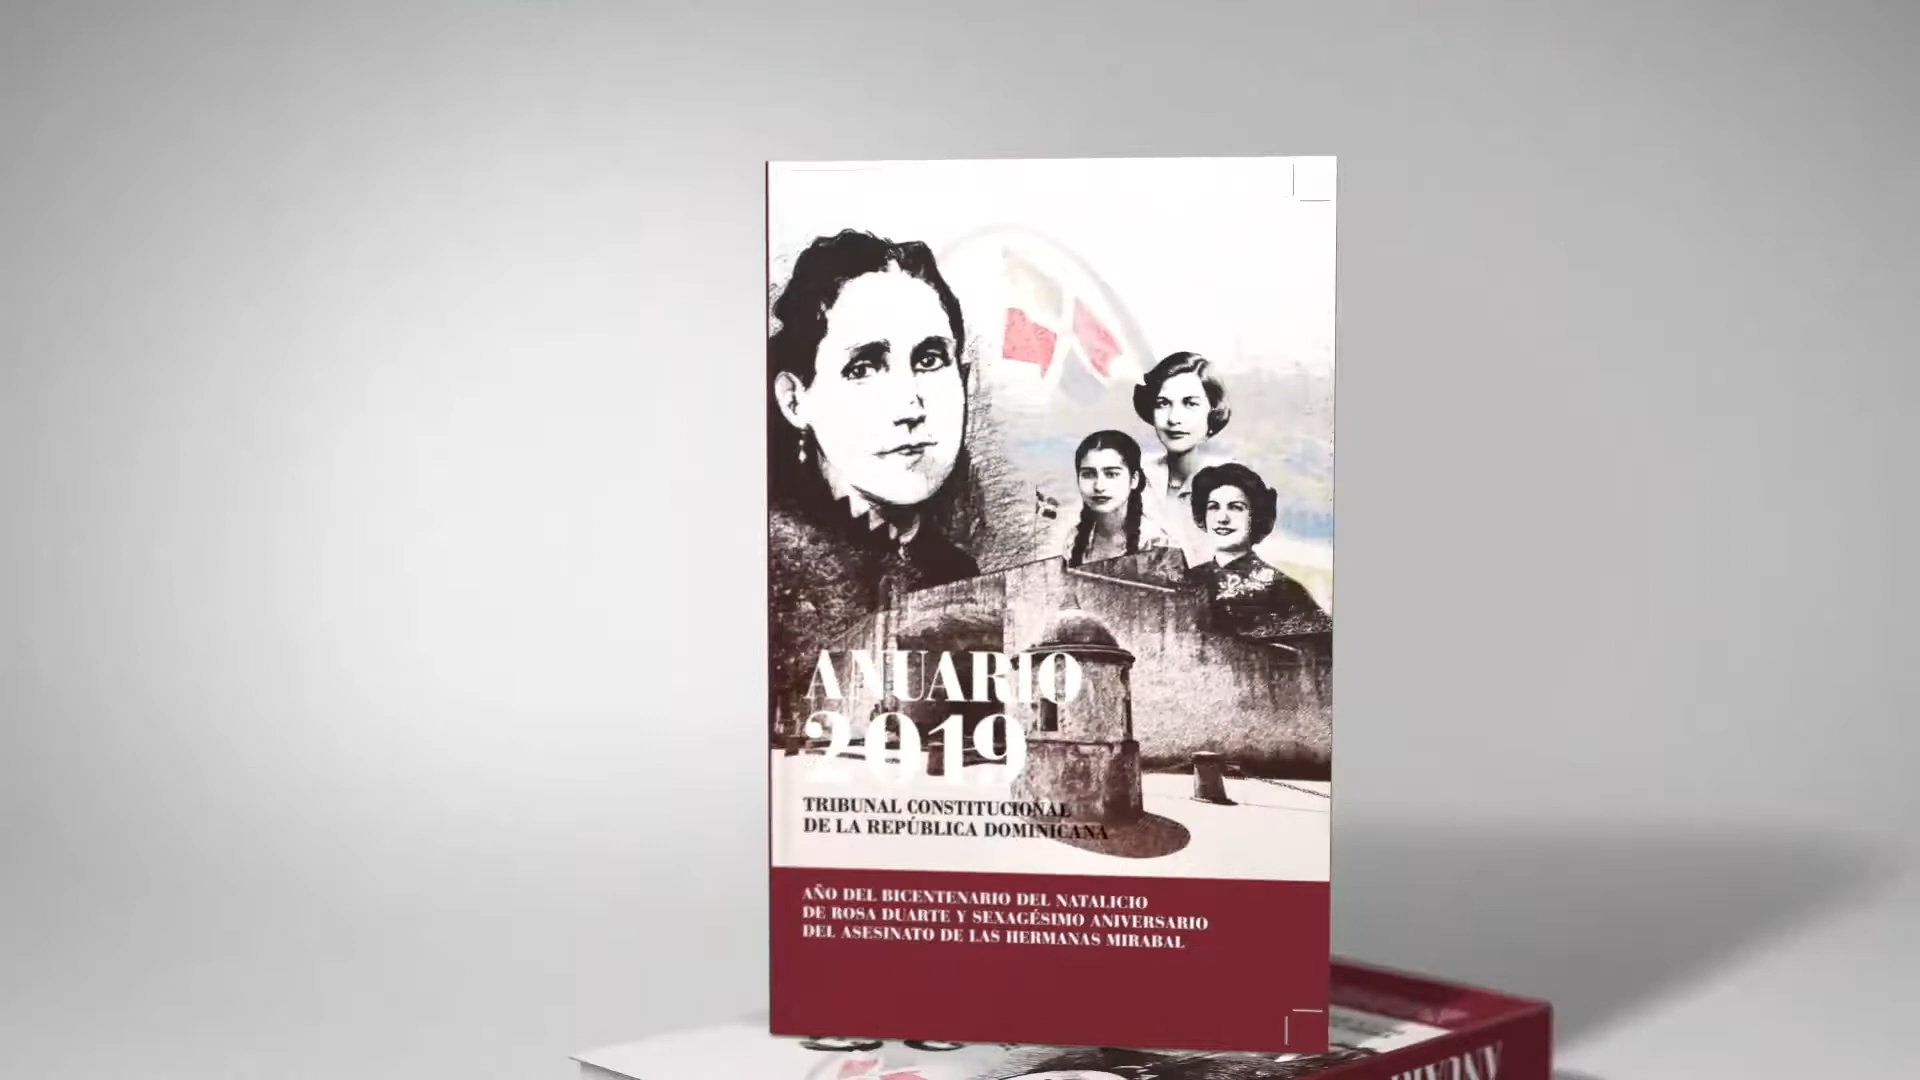 ANUARIO
2019
TRIBUNAL CONSTITUCIONAL
DE LA REPÚBLICA DOMINICANA
AÑO DEL BICENTENARIO DEL NATALICIO
DE ROSA DUARTE Y SEXAGÉSIMO ANIVERSARIO
DEL ASESINATO DE LAS HERMANAS MIRABAL